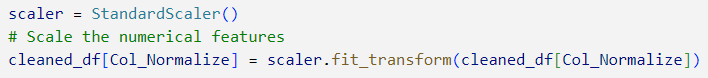 scaler = StandardScaler()
# Scale the numerical features
cleaned_df[Col_Normalize] = scaler.fit_transform(cleaned_df[Col_Normalize])